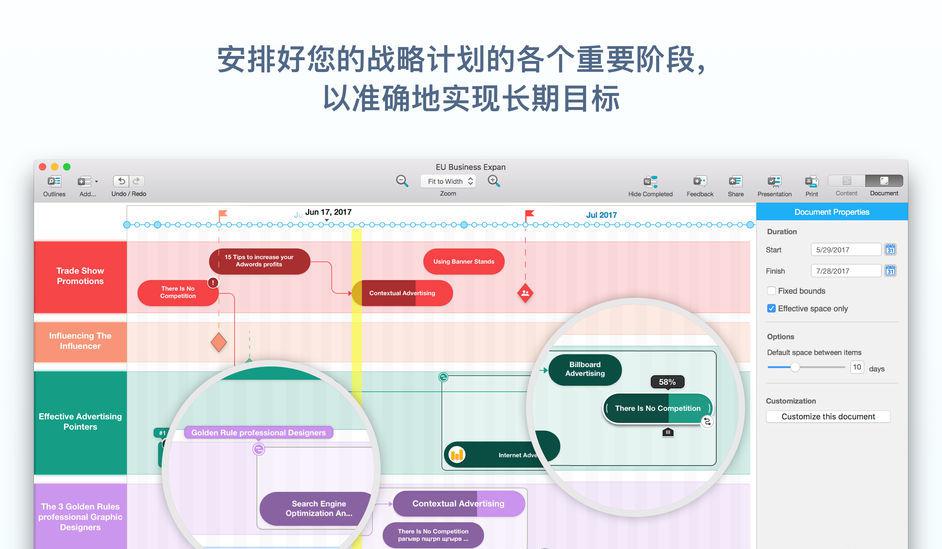 安排好您的战略计划的各个重要阶段,
以准确地实现长期目标
EU Business Expan
Outlines
Add...
Undo / Redo
Fit to Width
Zoom
Hide Completed
Feedback
Share
Presentation
Print
Content
Document
Jun 17, 2017
Jul 2017
Document Properties
Duration
Start
5/29/2017
Finish
7/28/2017
Fixed bounds
Effective space only
Options
Default space between items
10
days
Customization
Customize this document
Trade Show
Promotions
15 Tips to increase your
Adwords profits
Using Banner Stands
There Is No
Competition
!
Contextual Advertising
Influencing The
Influencer
Effective Advertising
Pointers
#1
Billboard
Advertising
58%
There Is No Competition
Internet Adve
Golden Rule professional Designers
The 3 Golden Rules
professional Graphic
Designers
Search Engine
Optimization An...
Contextual Advertising
There Is No Competition
рагыяр пщгрп щгыря ...